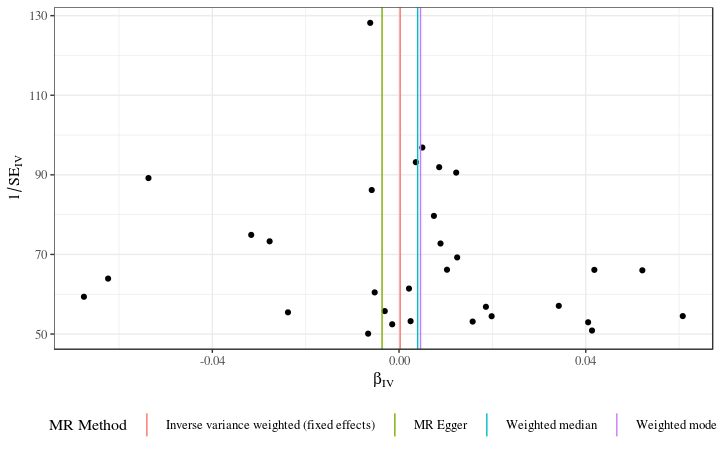 130
110
90
70
50
1/SE_IV
-0.04
0.00
0.04
β_IV
MR Method
Inverse variance weighted (fixed effects)
MR Egger
Weighted median
Weighted mode